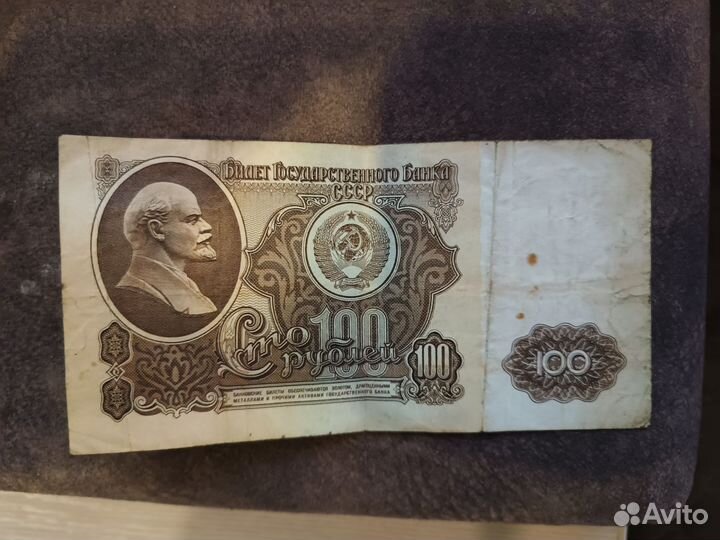 Билет Государственного Банка
СССР
100
Сто
рублей
100
100
БАНКОВСКИЕ БИЛЕТЫ ОБЕСПЕЧИВАЮТСЯ ЗОЛОТОМ, ДРАГОЦЕННЫМИ
МЕТАЛЛАМИ И ПРОЧИМИ АКТИВАМИ ГОСУДАРСТВЕННОГО БАНКА
Avito